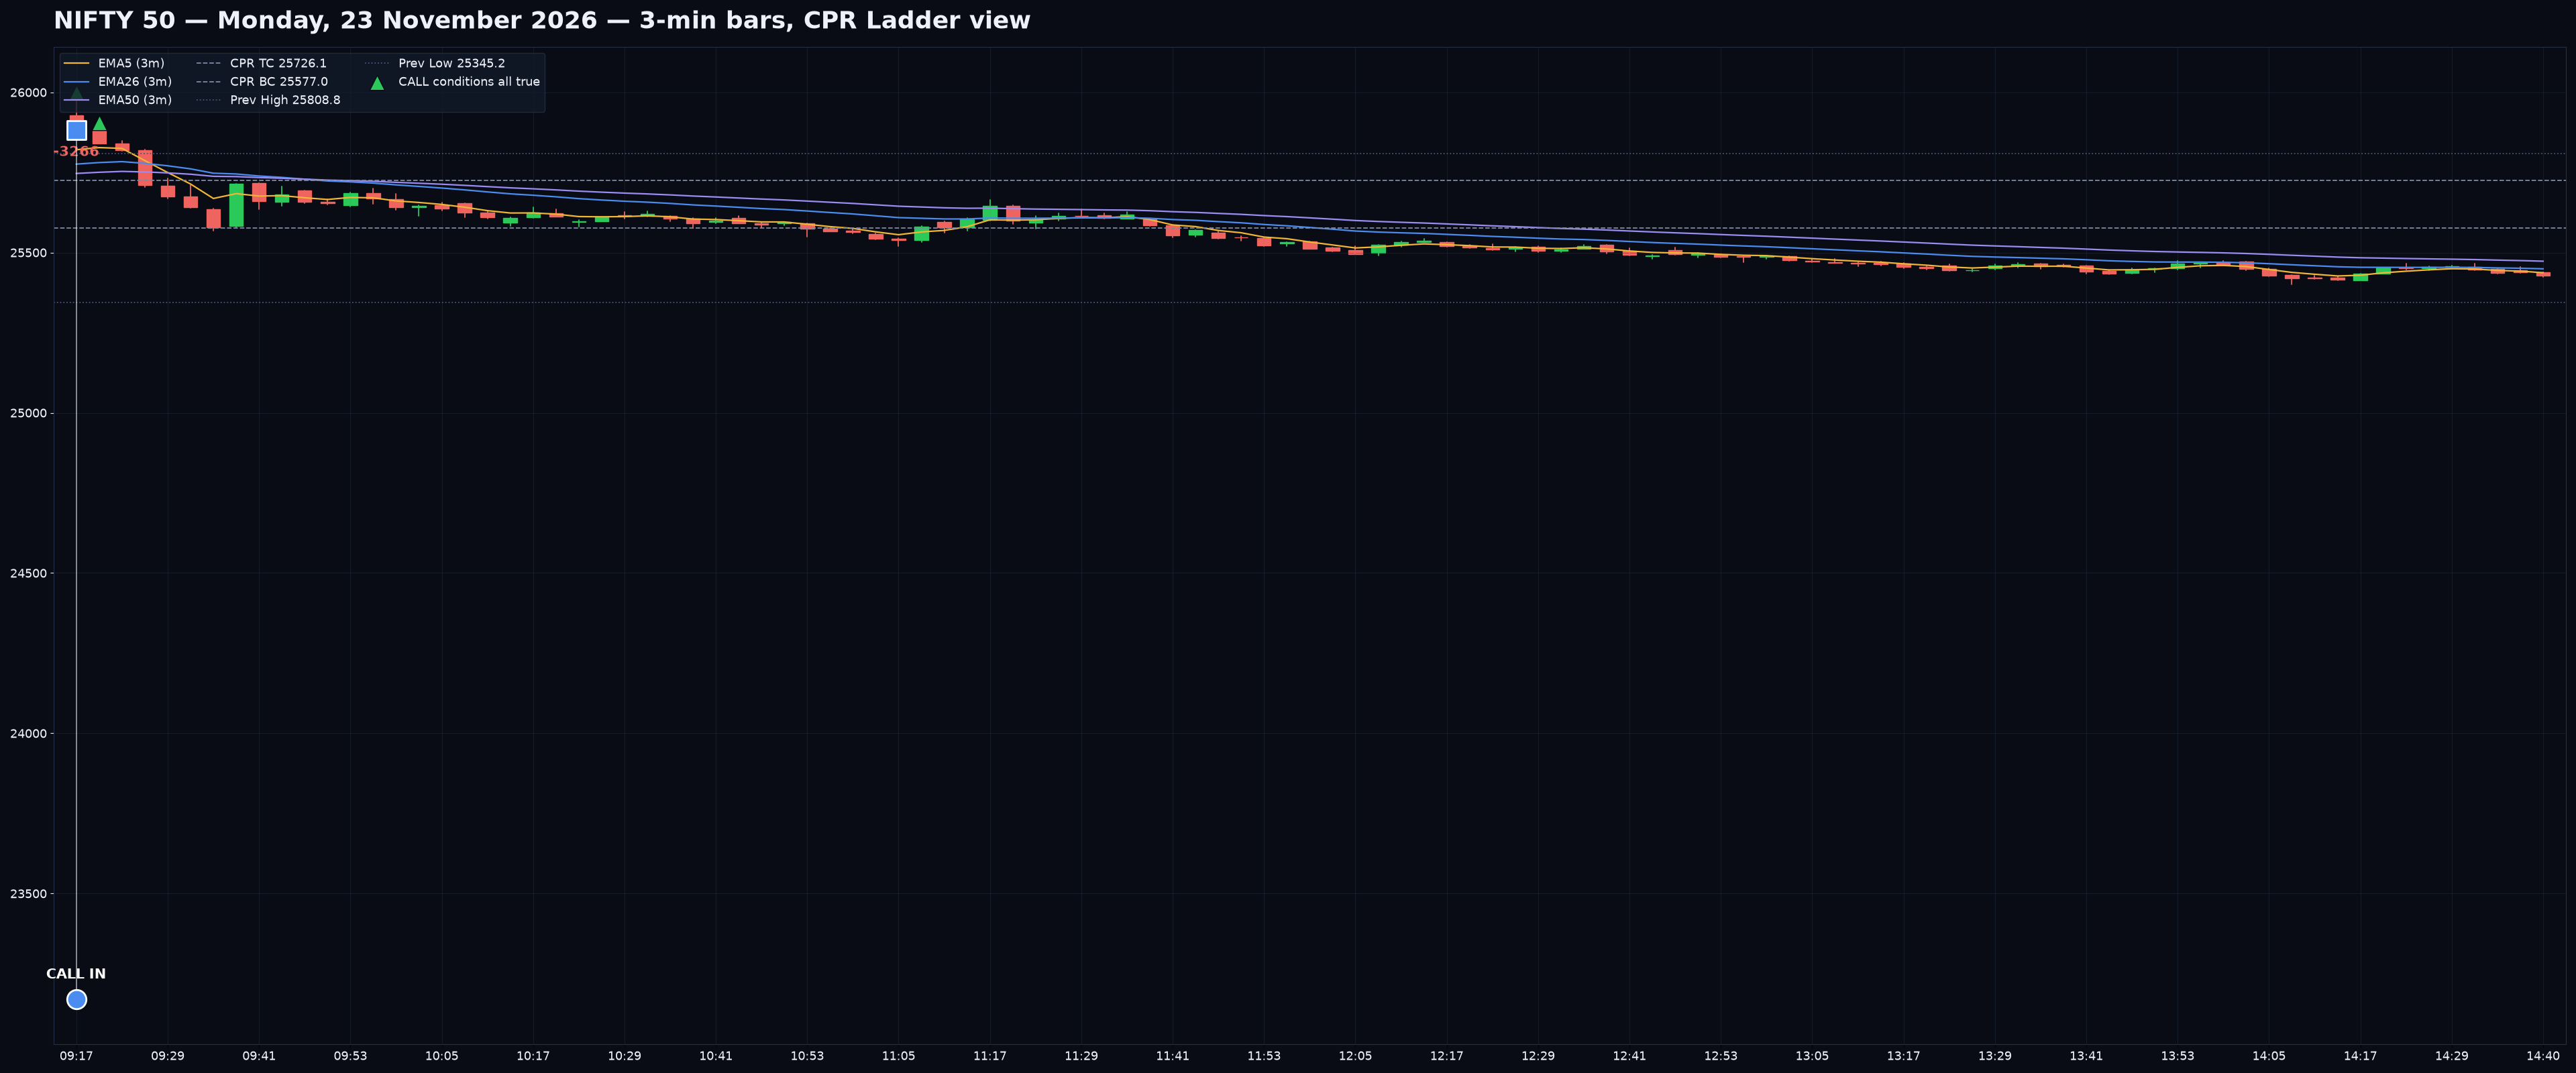 NIFTY 50 — Monday, 23 November 2026 — 3-min bars, CPR Ladder view
EMA5 (3m) CPR TC 25726.1 Prev Low 25345.2
EMA26 (3m) CPR BC 25577.0 CALL conditions all true
EMA50 (3m) Prev High 25808.8
26000
-3266
25500
25000
24500
24000
23500
CALL IN
09:17 09:29 09:41 09:53 10:05 10:17 10:29 10:41 10:53 11:05 11:17 11:29 11:41 11:53 12:05 12:17 12:29 12:41 12:53 13:05 13:17 13:29 13:41 13:53 14:05 14:17 14:29 14:40